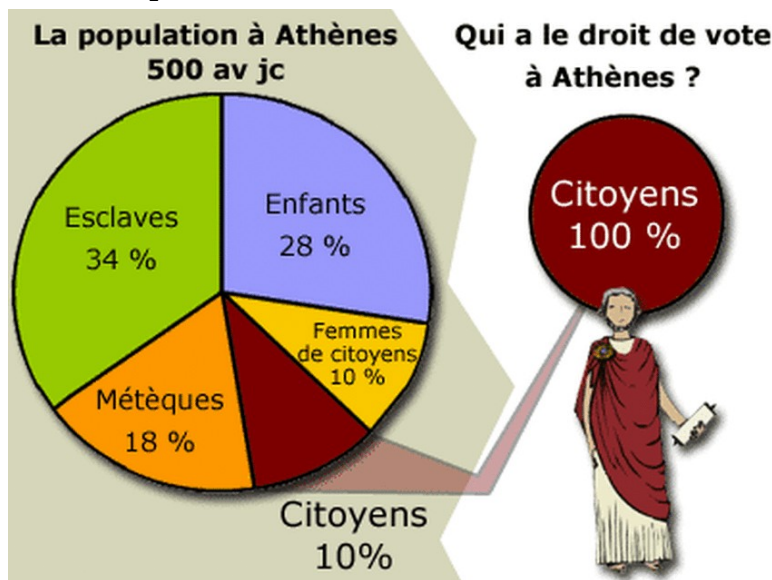 La population à Athènes
500 av jc
Qui a le droit de vote
à Athènes ?
Esclaves
34 %
Enfants
28 %
Femmes
de citoyens
10 %
Métèques
18 %
Citoyens
10%
Citoyens
100 %